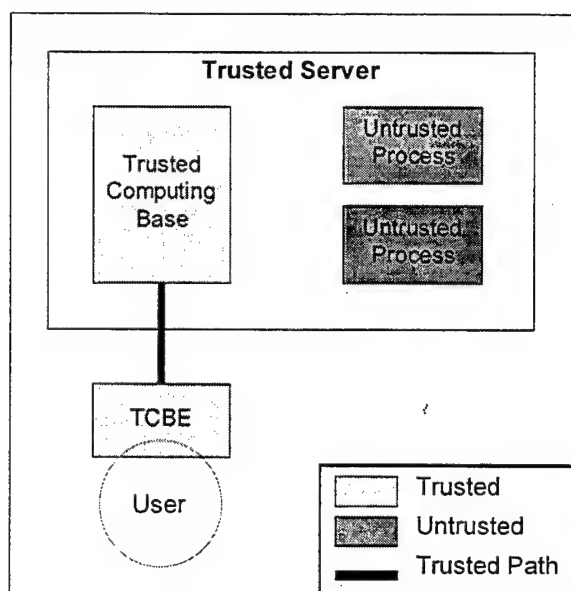 Trusted Server
Trusted
Computing
Base
Untrusted
Process
Untrusted
Process
TCBE
User
Trusted
Untrusted
Trusted Path